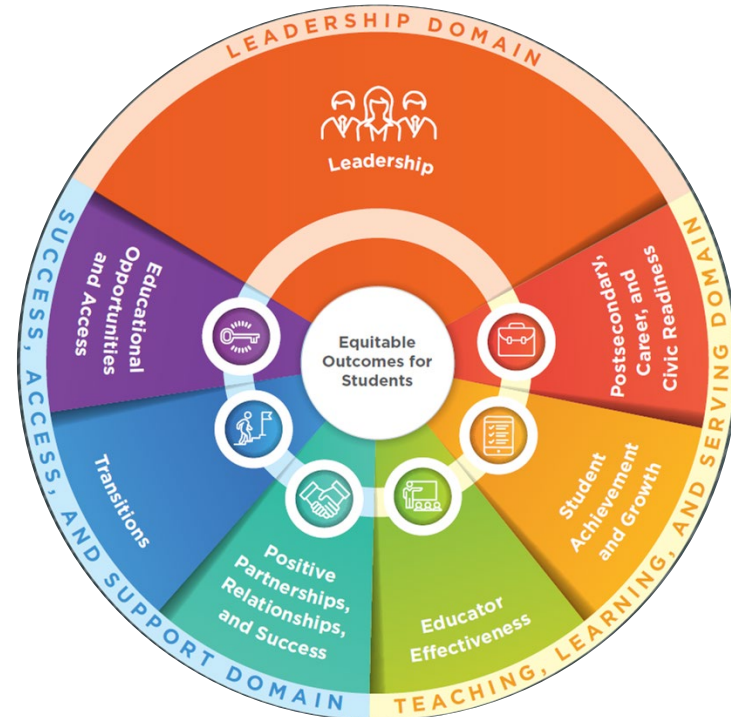 LEADERSHIP DOMAIN
Leadership
SUCCESS, ACCESS, AND SUPPORT DOMAIN
Educational
Opportunities
and Access
Transitions
Positive
Partnerships,
Relationships,
and Success
Equitable
Outcomes for
Students
TEACHING, LEARNING, AND SERVING DOMAIN
Postsecondary,
Career, and
Civic Readiness
Student
Achievement
and Growth
Educator
Effectiveness